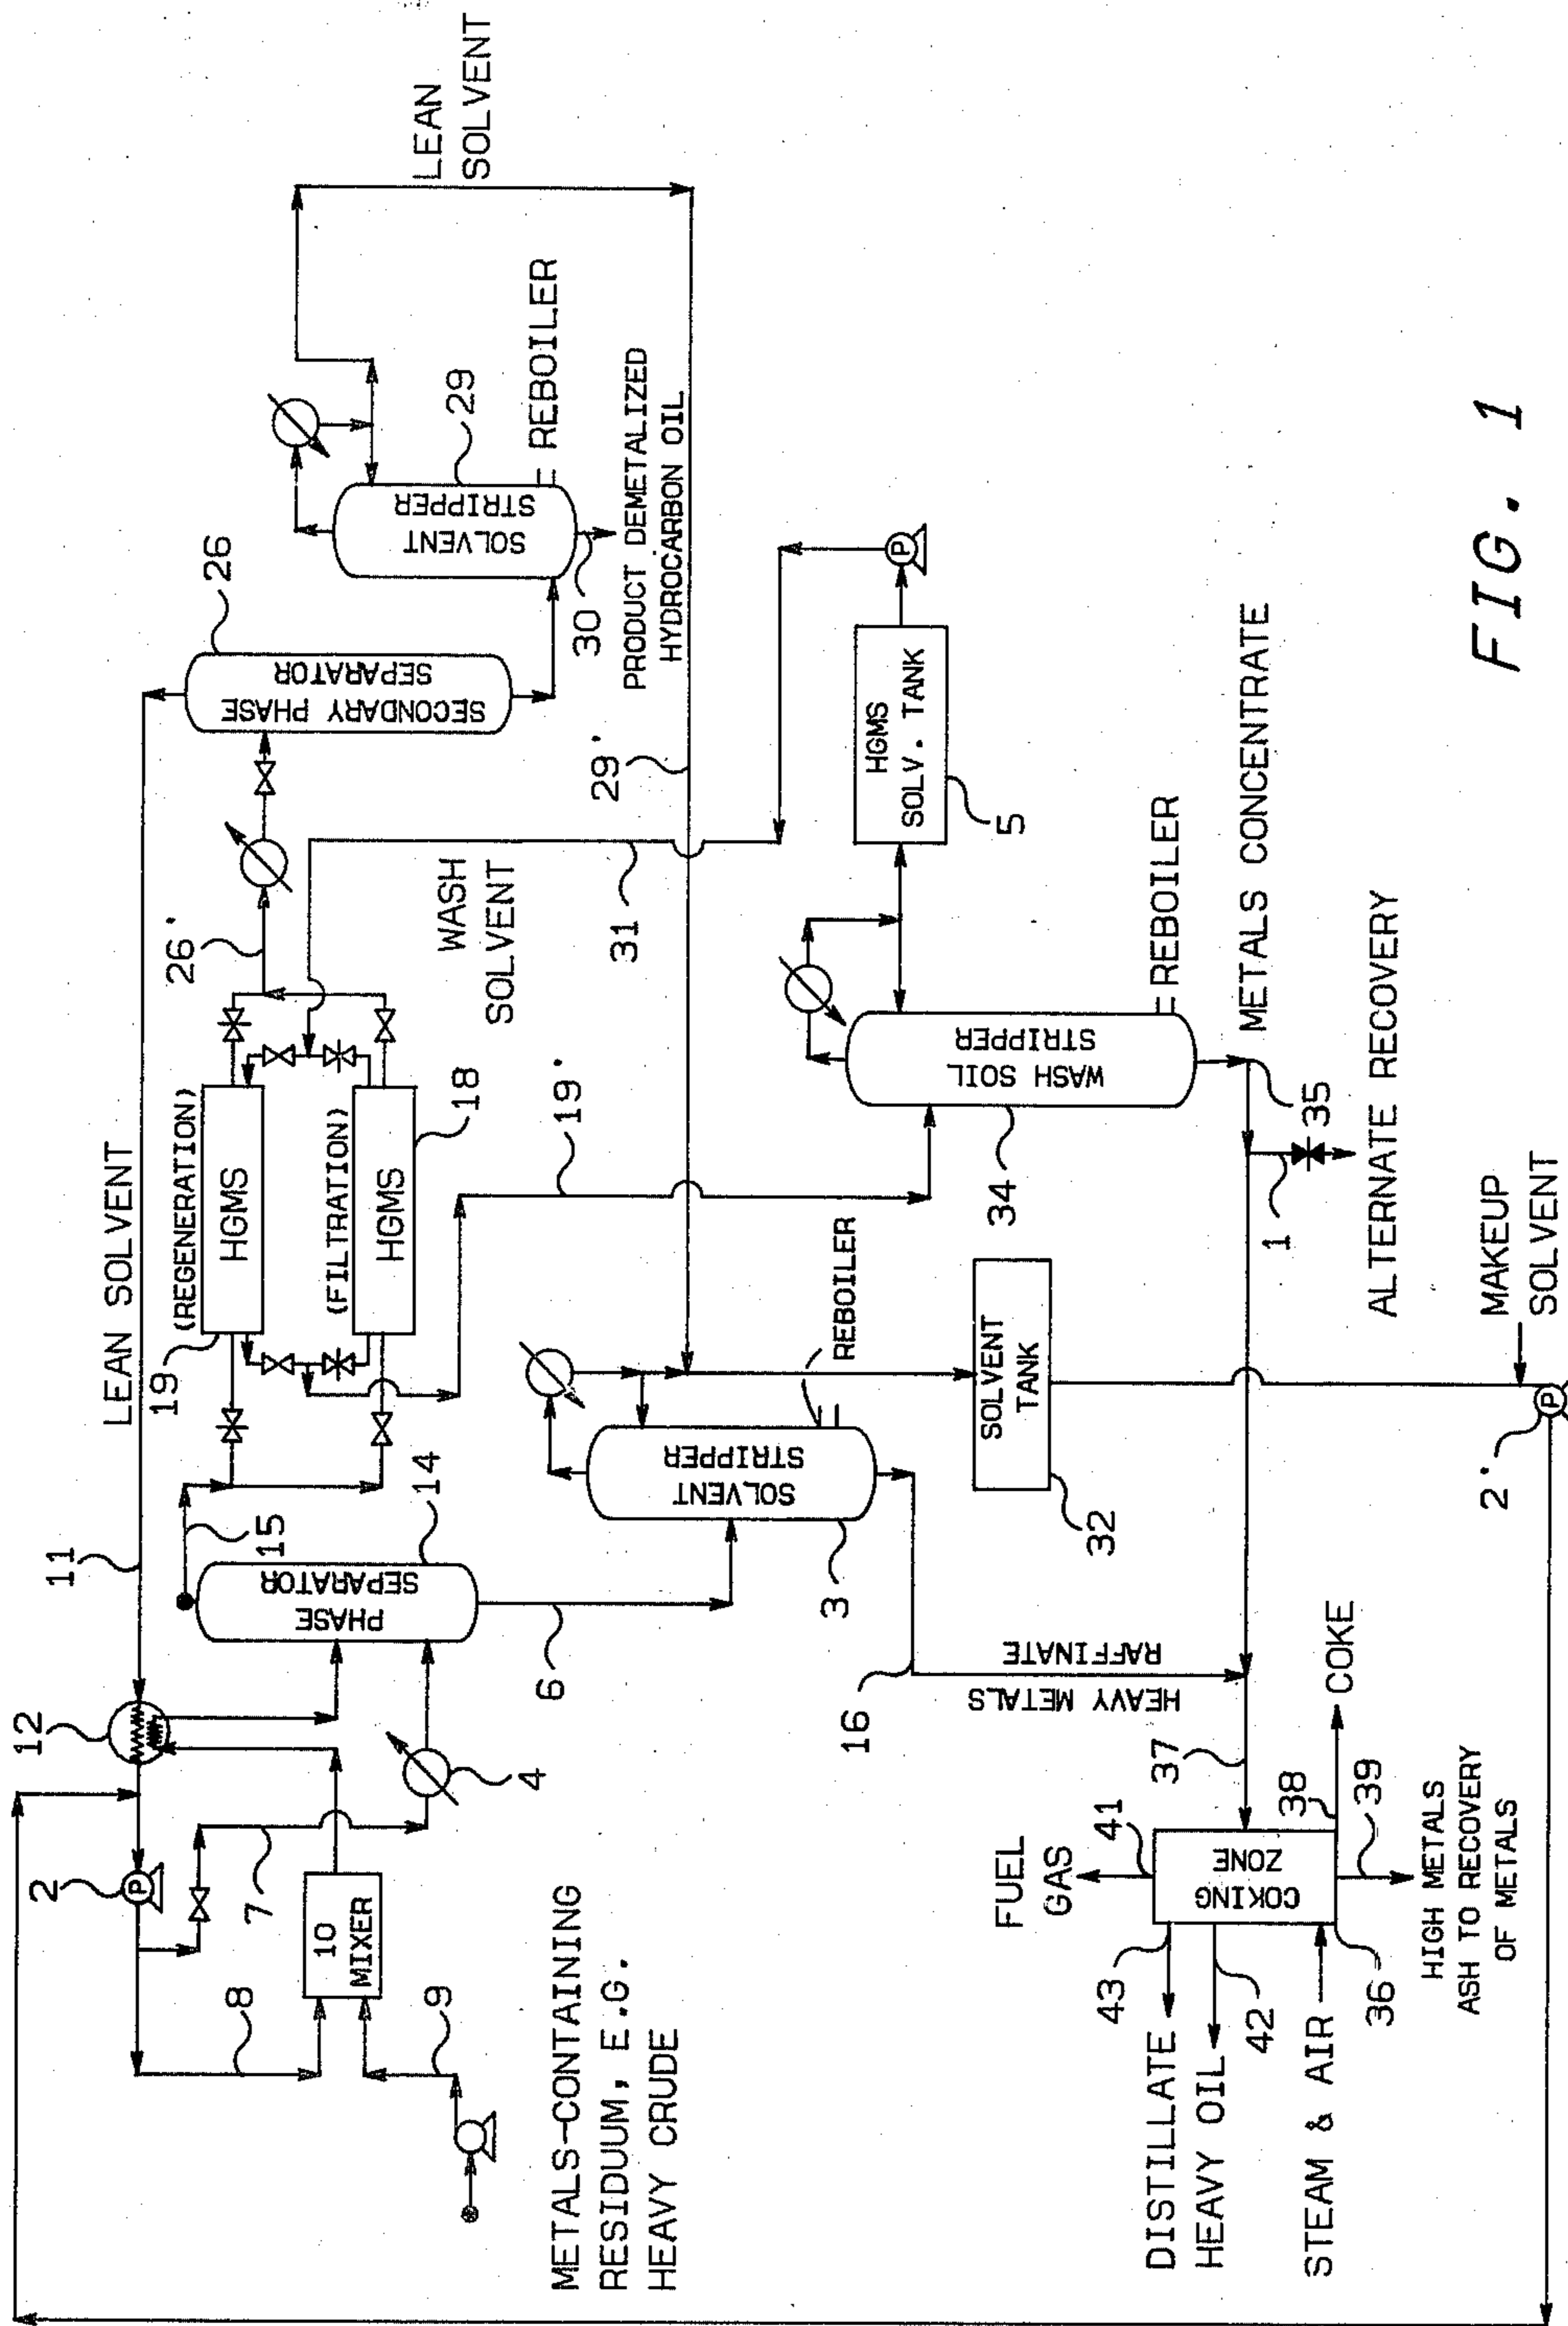 LEAN SOLVENT
11
12
2
7
8
10
MIXER
9
METALS-CONTAINING
RESIDUUM, E.G.
HEAVY CRUDE
4
PHASE
SEPARATOR
14
15
6
19
(REGENERATION)
HGMS
(FILTRATION)
HGMS
18
19'
26'
WASH
SOLVENT
31
26
SECONDARY PHASE
SEPARATOR
SOLVENT
STRIPPER
29
REBOILER
30
PRODUCT DEMETALIZED
HYDROCARBON OIL
LEAN
SOLVENT
29'
SOLVENT
STRIPPER
3
REBOILER
16
HEAVY METALS
RAFFINATE
SOLVENT
TANK
32
HGMS
SOLV. TANK
5
P
WASH SOIL
STRIPPER
34
REBOILER
METALS CONCENTRATE
35
1
ALTERNATE RECOVERY
MAKEUP
SOLVENT
2'
P
P
37
COKING
ZONE
FUEL
GAS
41
43
DISTILLATE
42
HEAVY OIL
STEAM & AIR
36
38
COKE
39
HIGH METALS
ASH TO RECOVERY
OF METALS
FIG. 1